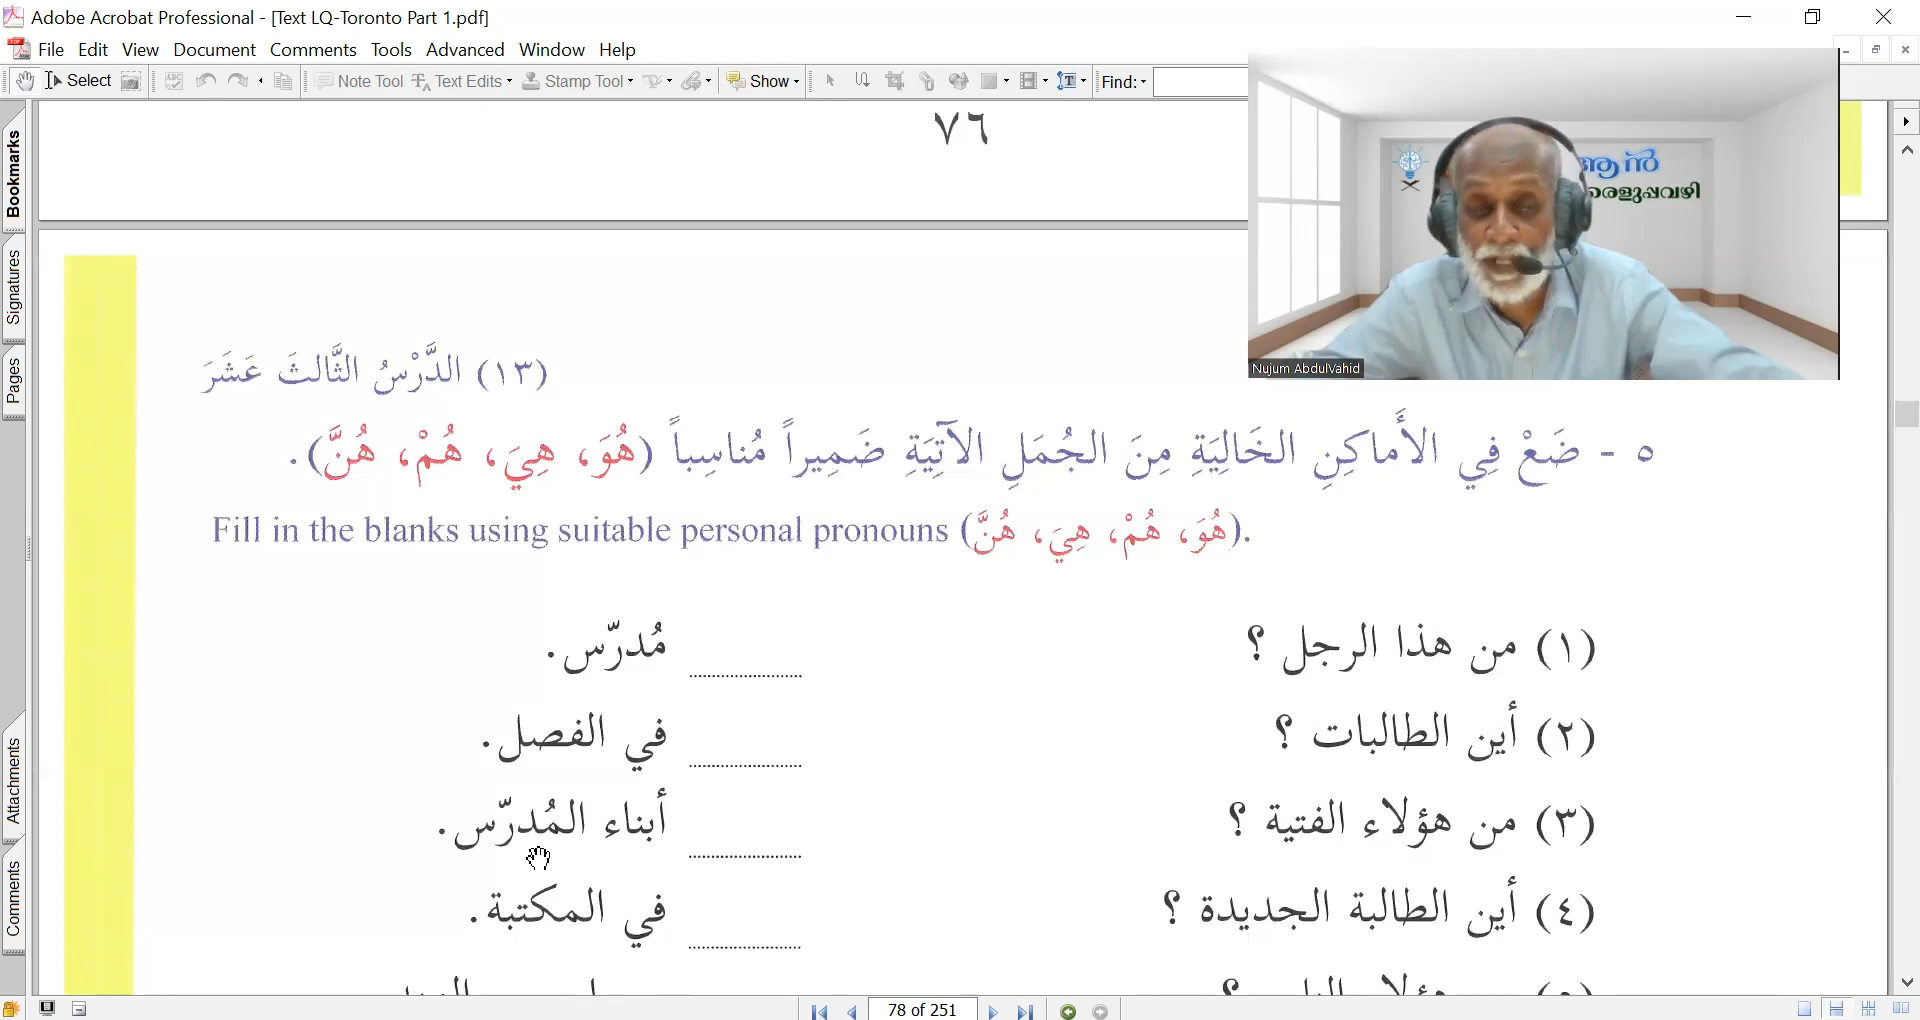 Adobe Acrobat Professional - [Text LQ-Toronto Part 1.pdf]
File Edit View Document Comments Tools Advanced Window Help
Select Note Tool Text Edits Stamp Tool Show Find:
Bookmarks
Signatures
Pages
Attachments
Comments
٧٦
ആൻ
Nujum AbdulVahid
(١٣) الدَّرْسُ الثَّالثَ عَشَرَ
٥ - ضَعْ فِي الأَماكِنِ الخَالِيَةِ مِنَ الجُمَلِ الآتِيَةِ ضَمِيراً مُناسِباً (هُوَ، هِيَ، هُمْ، هُنَّ).
Fill in the blanks using suitable personal pronouns (هُوَ، هُمْ، هِيَ، هُنَّ).
(١) من هذا الرجل ؟ ........................ مُدرّس.
(٢) أين الطالبات ؟ ........................ في الفصل.
(٣) من هؤلاء الفتية ؟ ........................ أبناء المُدرّس.
(٤) أين الطالبة الجديدة ؟ ........................ في المكتبة.
78 of 251